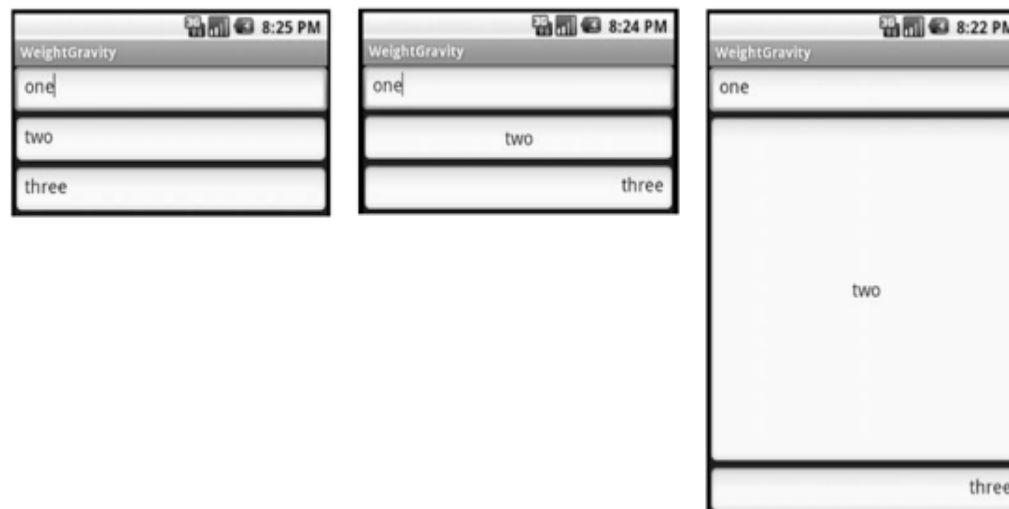 8:25 PM
WeightGravity
one
two
three
8:24 PM
WeightGravity
one
two
three
8:22 PM
WeightGravity
one
two
three